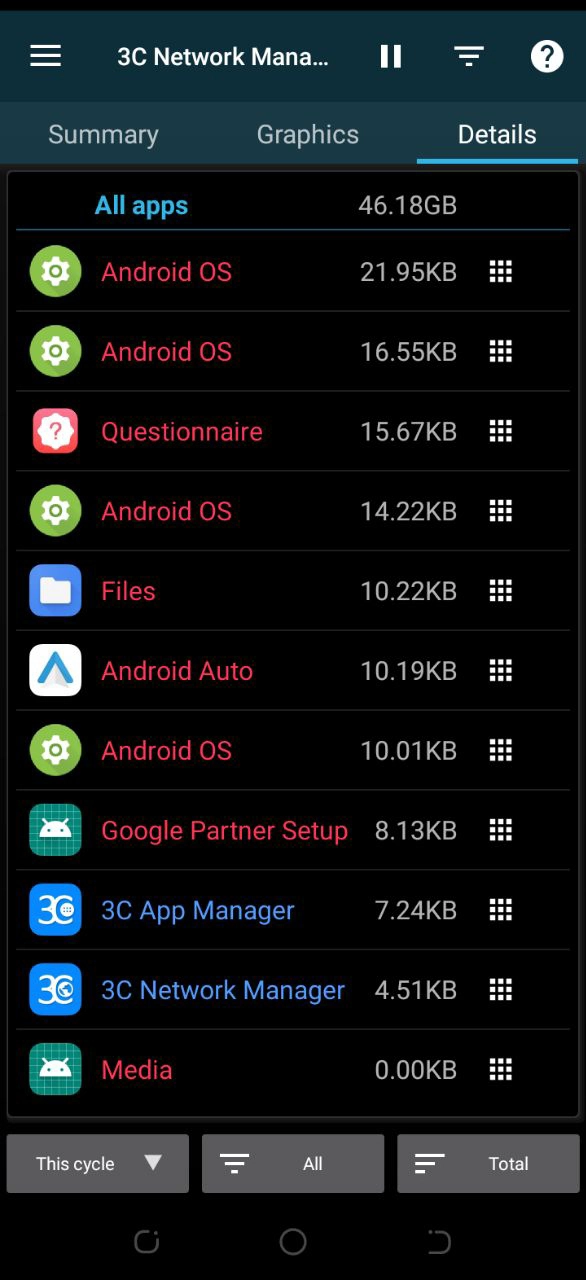 3C Network Mana...
Summary Graphics Details
All apps 46.18GB
Android OS 21.95KB
Android OS 16.55KB
? Questionnaire 15.67KB
Android OS 14.22KB
Files 10.22KB
Android Auto 10.19KB
Android OS 10.01KB
Google Partner Setup 8.13KB
3C 3C App Manager 7.24KB
3C 3C Network Manager 4.51KB
Media 0.00KB
This cycle All Total